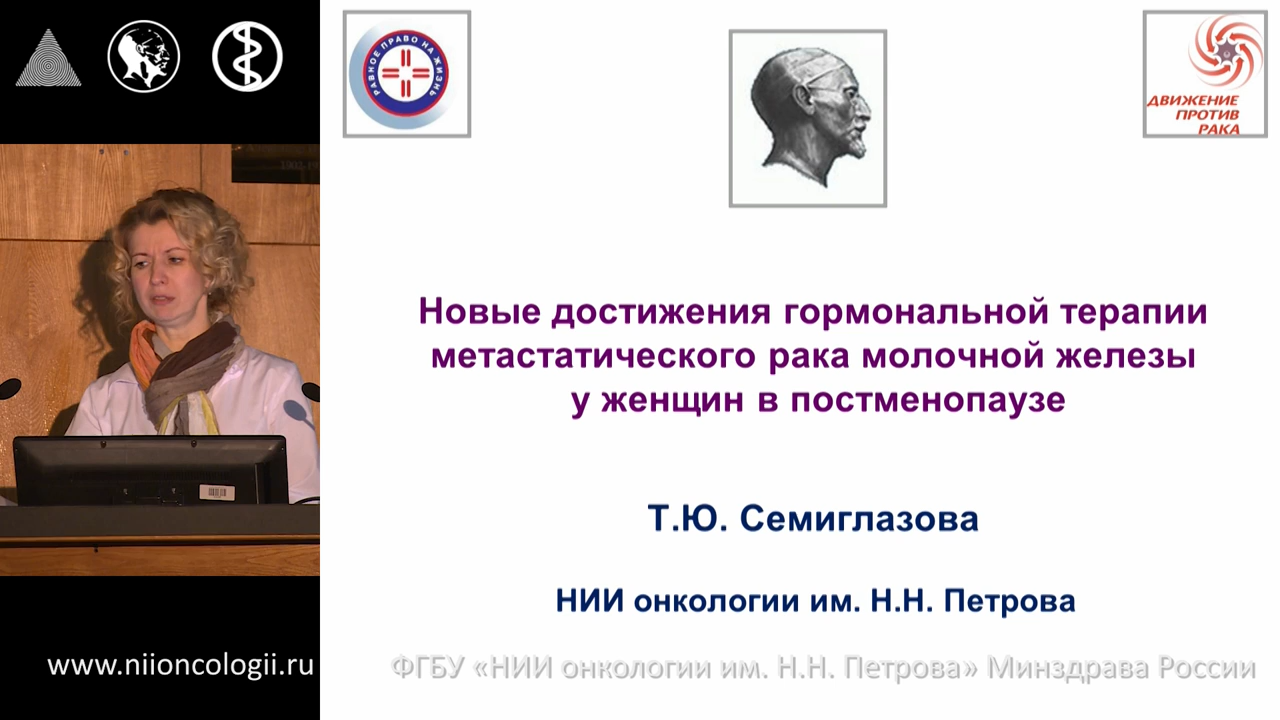 РАВНОЕ ПРАВО НА ЖИЗНЬ
ДВИЖЕНИЕ
ПРОТИВ
РАКА
Новые достижения гормональной терапии
метастатического рака молочной железы
у женщин в постменопаузе
Т.Ю. Семиглазова
НИИ онкологии им. Н.Н. Петрова
www.niioncologii.ru
ФГБУ «НИИ онкологии им. Н.Н. Петрова» Минздрава России